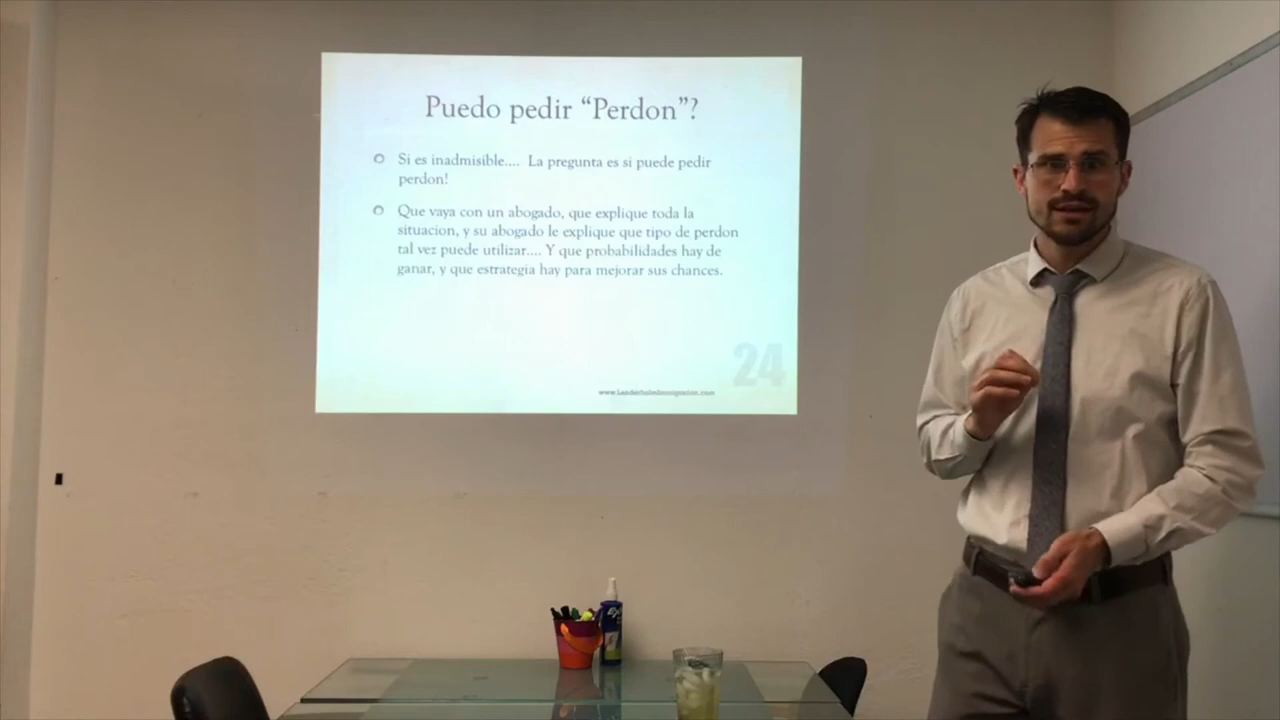 Puedo pedir “Perdon”?
Si es inadmisible.... La pregunta es si puede pedir
perdon!
Que vaya con un abogado, que explique toda la
situacion, y su abogado le explique que tipo de perdon
tal vez puede utilizar.... Y que probabilidades hay de
ganar, y que estrategia hay para mejorar sus chances.
24